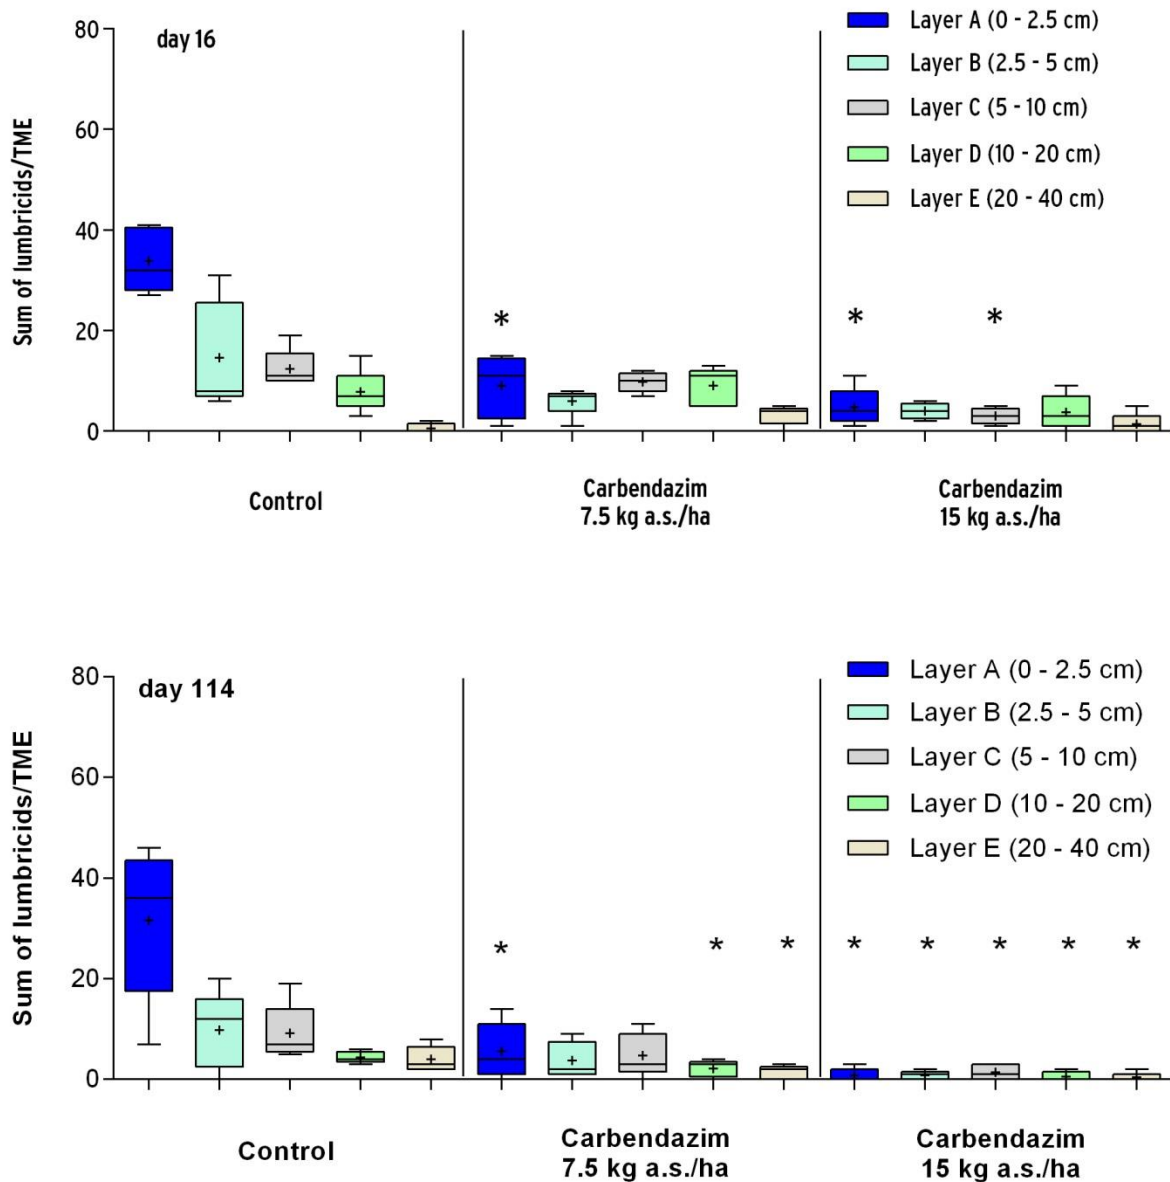 80
day 16
Layer A (0 - 2.5 cm)
Layer B (2.5 - 5 cm)
Layer C (5 - 10 cm)
Layer D (10 - 20 cm)
Layer E (20 - 40 cm)
60
40
20
0
Sum of lumbricids/TME
*
*
*
Control
Carbendazim
7.5 kg a.s./ha
Carbendazim
15 kg a.s./ha
80
day 114
Layer A (0 - 2.5 cm)
Layer B (2.5 - 5 cm)
Layer C (5 - 10 cm)
Layer D (10 - 20 cm)
Layer E (20 - 40 cm)
60
40
20
0
Sum of lumbricids/TME
* * * * * * * *
Control
Carbendazim
7.5 kg a.s./ha
Carbendazim
15 kg a.s./ha